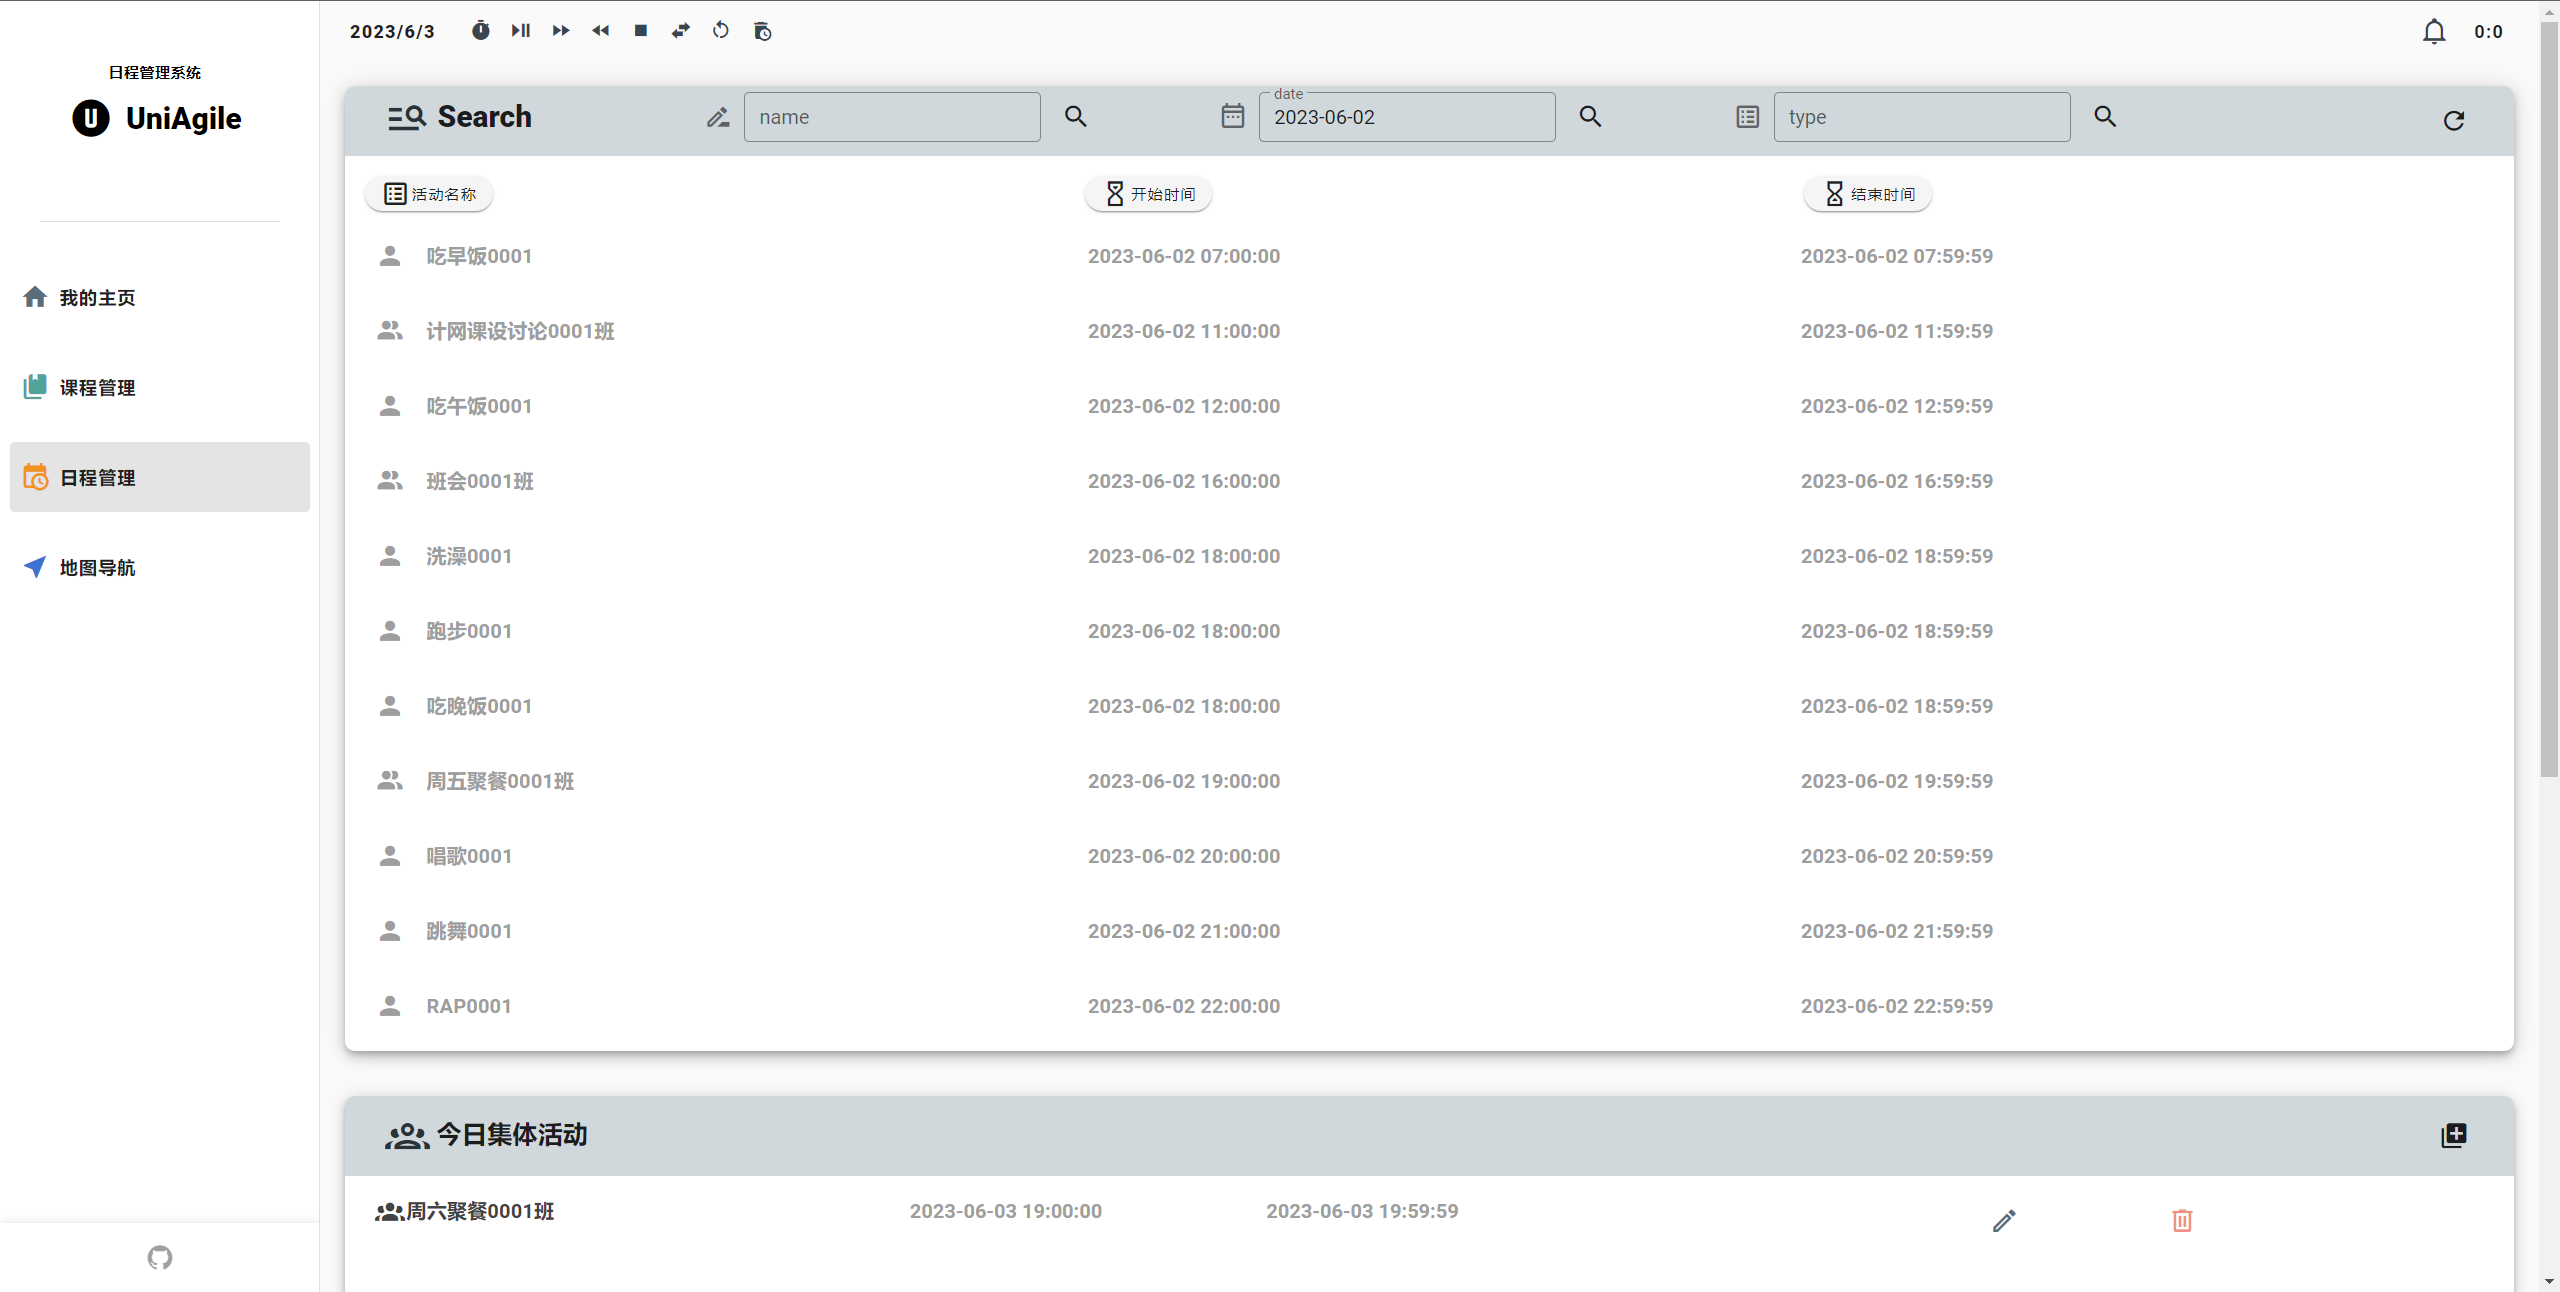 日程管理系统
U UniAgile
我的主页
课程管理
日程管理
地图导航
2023/6/3
0:0
Search
name
date
2023-06-02
type
活动名称 开始时间 结束时间
吃早饭0001 2023-06-02 07:00:00 2023-06-02 07:59:59
计网课设讨论0001班 2023-06-02 11:00:00 2023-06-02 11:59:59
吃午饭0001 2023-06-02 12:00:00 2023-06-02 12:59:59
班会0001班 2023-06-02 16:00:00 2023-06-02 16:59:59
洗澡0001 2023-06-02 18:00:00 2023-06-02 18:59:59
跑步0001 2023-06-02 18:00:00 2023-06-02 18:59:59
吃晚饭0001 2023-06-02 18:00:00 2023-06-02 18:59:59
周五聚餐0001班 2023-06-02 19:00:00 2023-06-02 19:59:59
唱歌0001 2023-06-02 20:00:00 2023-06-02 20:59:59
跳舞0001 2023-06-02 21:00:00 2023-06-02 21:59:59
RAP0001 2023-06-02 22:00:00 2023-06-02 22:59:59
今日集体活动
周六聚餐0001班 2023-06-03 19:00:00 2023-06-03 19:59:59